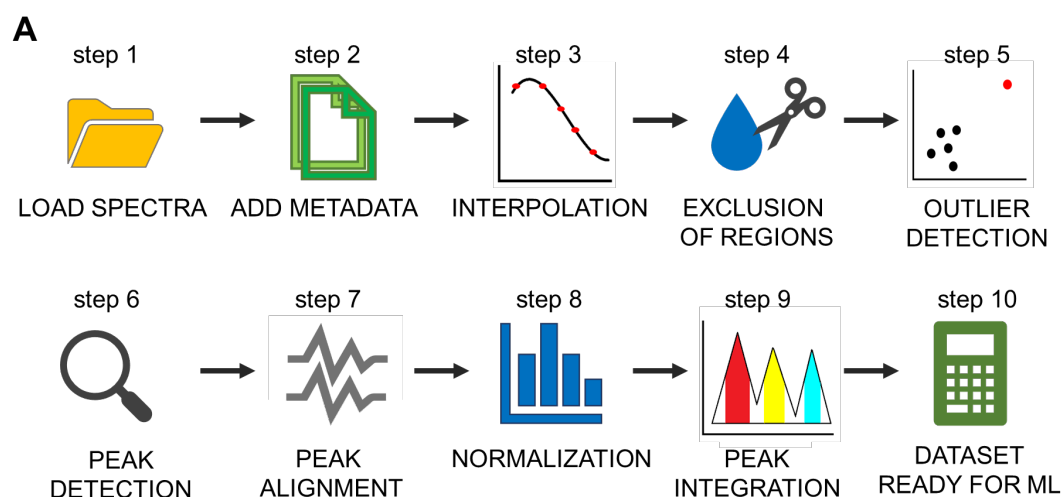 A
step 1
step 2
step 3
step 4
step 5
LOAD SPECTRA
ADD METADATA
INTERPOLATION
EXCLUSION
OF REGIONS
OUTLIER
DETECTION
step 6
step 7
step 8
step 9
step 10
PEAK
DETECTION
PEAK
ALIGNMENT
NORMALIZATION
PEAK
INTEGRATION
DATASET
READY FOR ML